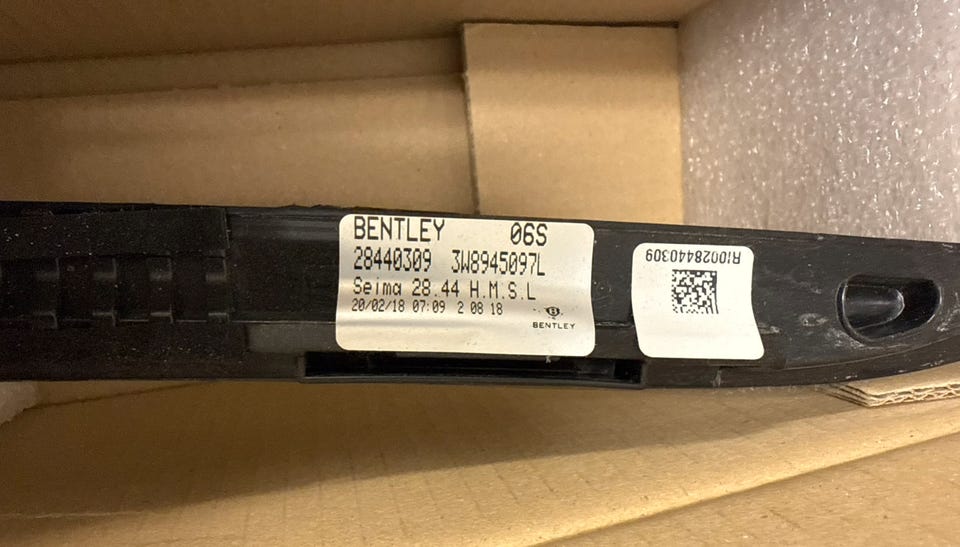 BENTLEY 06S
28440309 3W8945097L
Seima 28.44 H.M.S.L
20/02/18 07:09 2 08 18
BENTLEY
RI0028440309